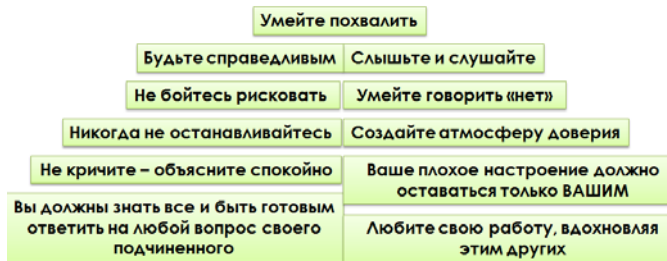 Умейте похвалить
Будьте справедливым
Слышьте и слушайте
Не бойтесь рисковать
Умейте говорить «нет»
Никогда не останавливайтесь
Создайте атмосферу доверия
Не кричите – объясните спокойно
Ваше плохое настроение должно
оставаться только ВАШИМ
Вы должны знать все и быть готовым
ответить на любой вопрос своего
подчиненного
Любите свою работу, вдохновляя
этим других